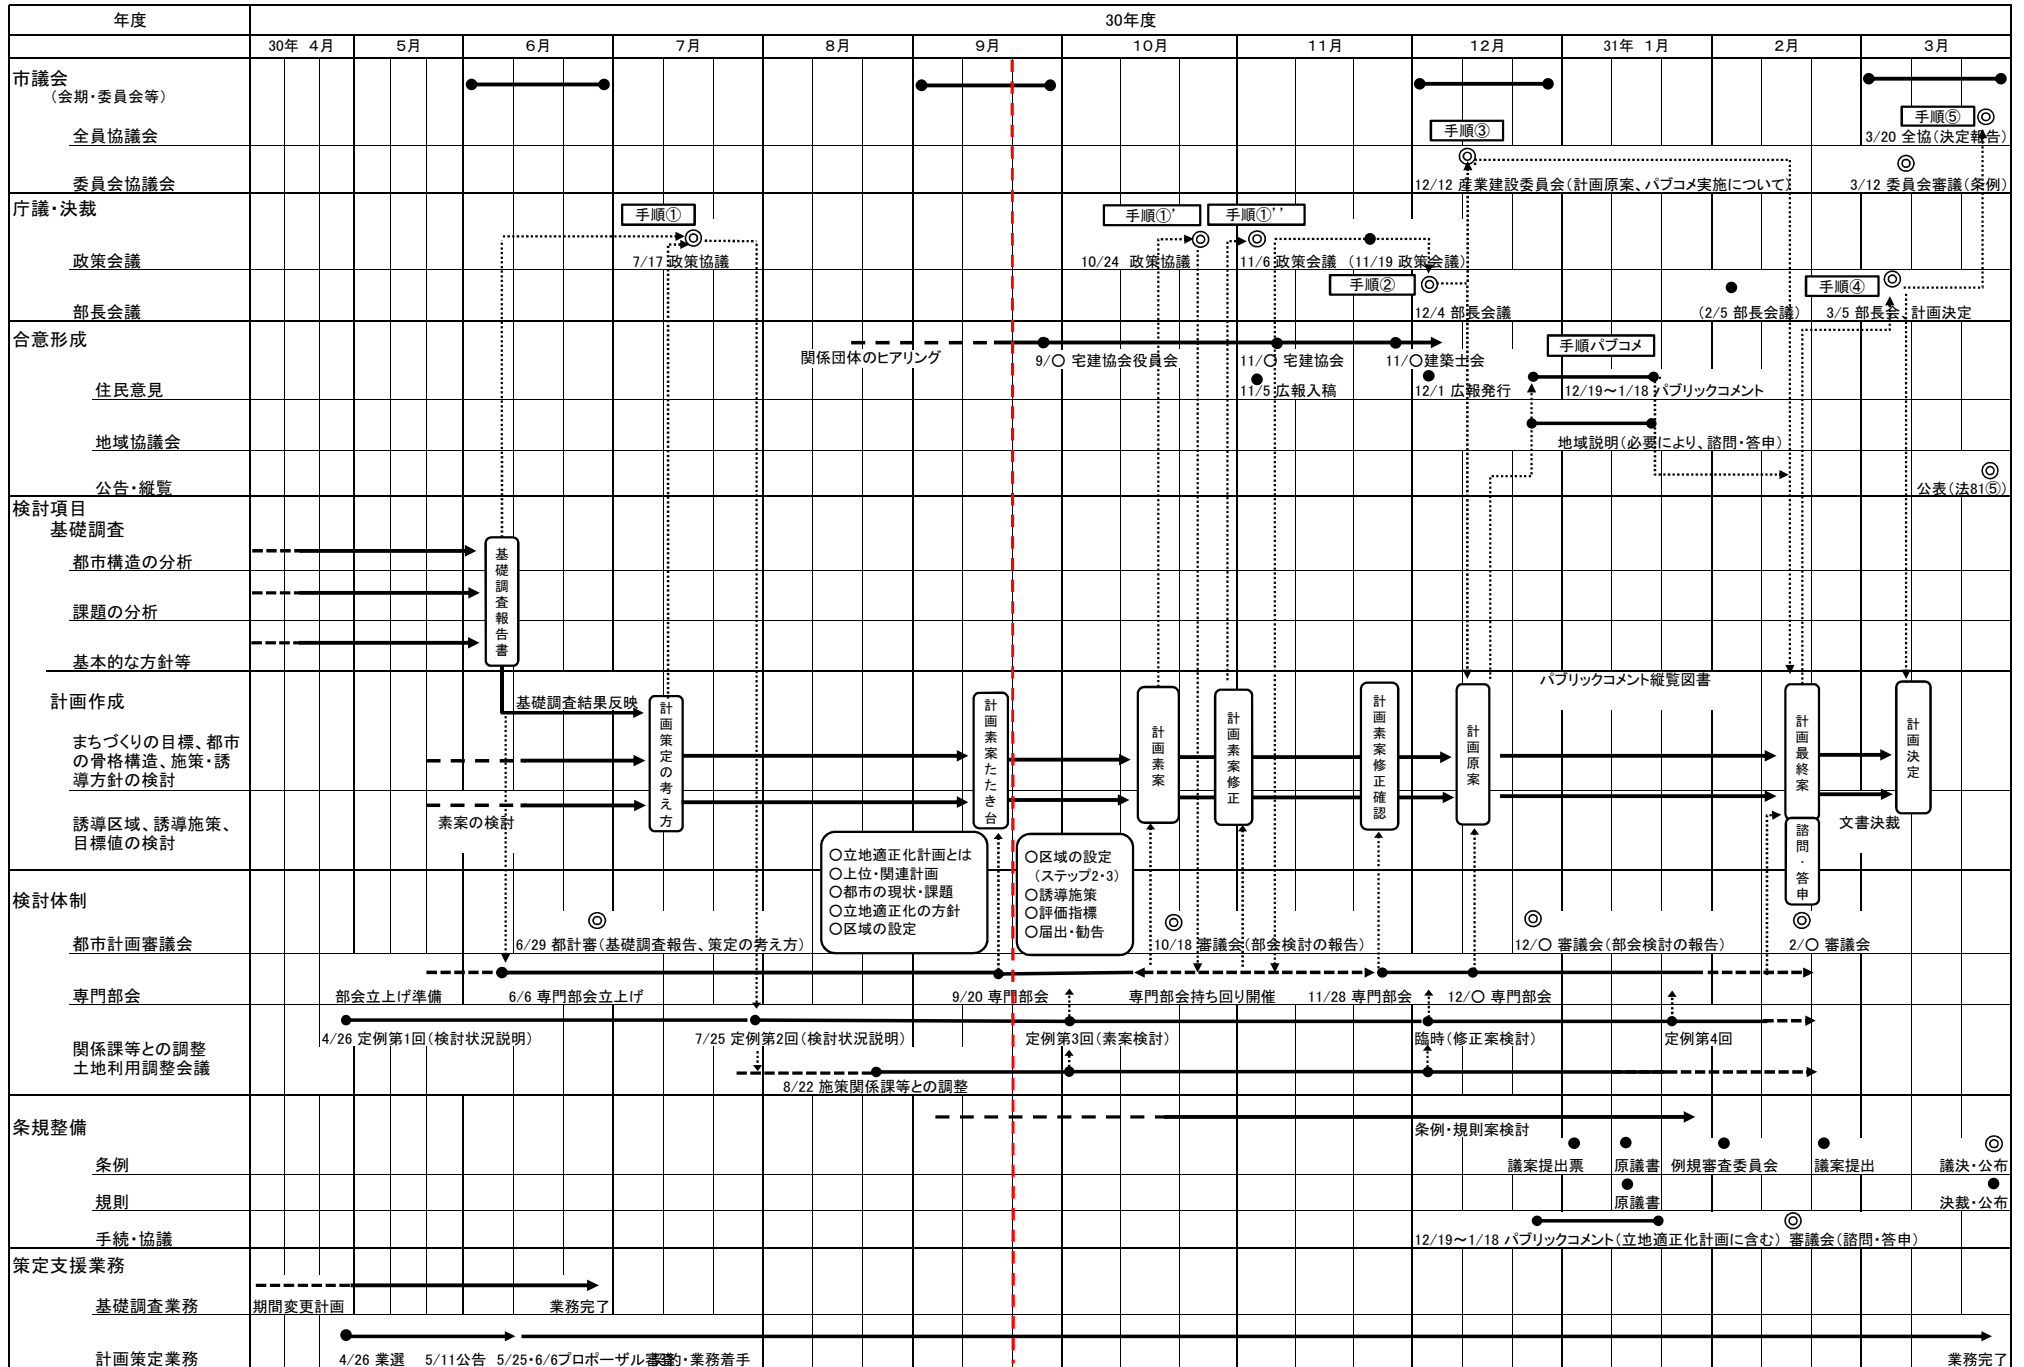 年度
30年度
30年 4月 5月 6月 7月 8月 9月 10月 11月 12月 31年 1月 2月 3月
市議会
(会期・委員会等)
全員協議会
手順③
手順⑤
3/20 全協(決定報告)
委員会協議会
12/12 産業建設委員会(計画原案、パブコメ実施について)
3/12 委員会審議(条例)
庁議・決裁
手順①
手順①'
手順①''
政策会議
7/17 政策協議
10/24 政策協議
11/6 政策会議
(11/19 政策会議)
手順②
手順④
部長会議
12/4 部長会議
(2/5 部長会議)
3/5 部長会、計画決定
合意形成
関係団体のヒアリング
9/〇 宅建協会役員会
11/〇 宅建協会
11/〇建築士会
手順パブコメ
住民意見
11/5 広報入稿
12/1 広報発行
12/19~1/18 パブリックコメント
地域協議会
地域説明(必要により、諮問・答申)
公告・縦覧
公表(法81⑤)
検討項目
基礎調査
都市構造の分析
課題の分析
基本的な方針等
基礎調査報告書
計画作成
基礎調査結果反映
パブリックコメント縦覧図書
まちづくりの目標、都市
の骨格構造、施策・誘
導方針の検討
計画策定の考え方
計画素案たたき台
計画素案
計画素案修正
計画素案修正確認
計画原案
計画最終案
計画決定
素案の検討
誘導区域、誘導施策、
目標値の検討
文書決裁
諮問・答申
〇立地適正化計画とは
〇上位・関連計画
〇都市の現状・課題
〇立地適正化の方針
〇区域の設定
〇区域の設定
(ステップ2・3)
〇誘導施策
〇評価指標
〇届出・勧告
検討体制
都市計画審議会
6/29 都計審(基礎調査報告、策定の考え方)
10/18 審議会(部会検討の報告)
12/〇 審議会(部会検討の報告)
2/〇 審議会
専門部会
部会立上げ準備
6/6 専門部会立上げ
9/20 専門部会
専門部会持ち回り開催
11/28 専門部会
12/〇 専門部会
4/26 定例第1回(検討状況説明)
7/25 定例第2回(検討状況説明)
定例第3回(素案検討)
臨時(修正案検討)
定例第4回
関係課等との調整
土地利用調整会議
8/22 施策関係課等との調整
条規整備
条例・規則案検討
条例
議案提出票
原議書
例規審査委員会
議案提出
議決・公布
規則
原議書
決裁・公布
手続・協議
12/19~1/18 パブリックコメント(立地適正化計画に含む)
審議会(諮問・答申)
策定支援業務
基礎調査業務
期間変更計画
業務完了
計画策定業務
4/26 業選
5/11公告
5/25・6/6プロポーザル審査
契約・業務着手
業務完了